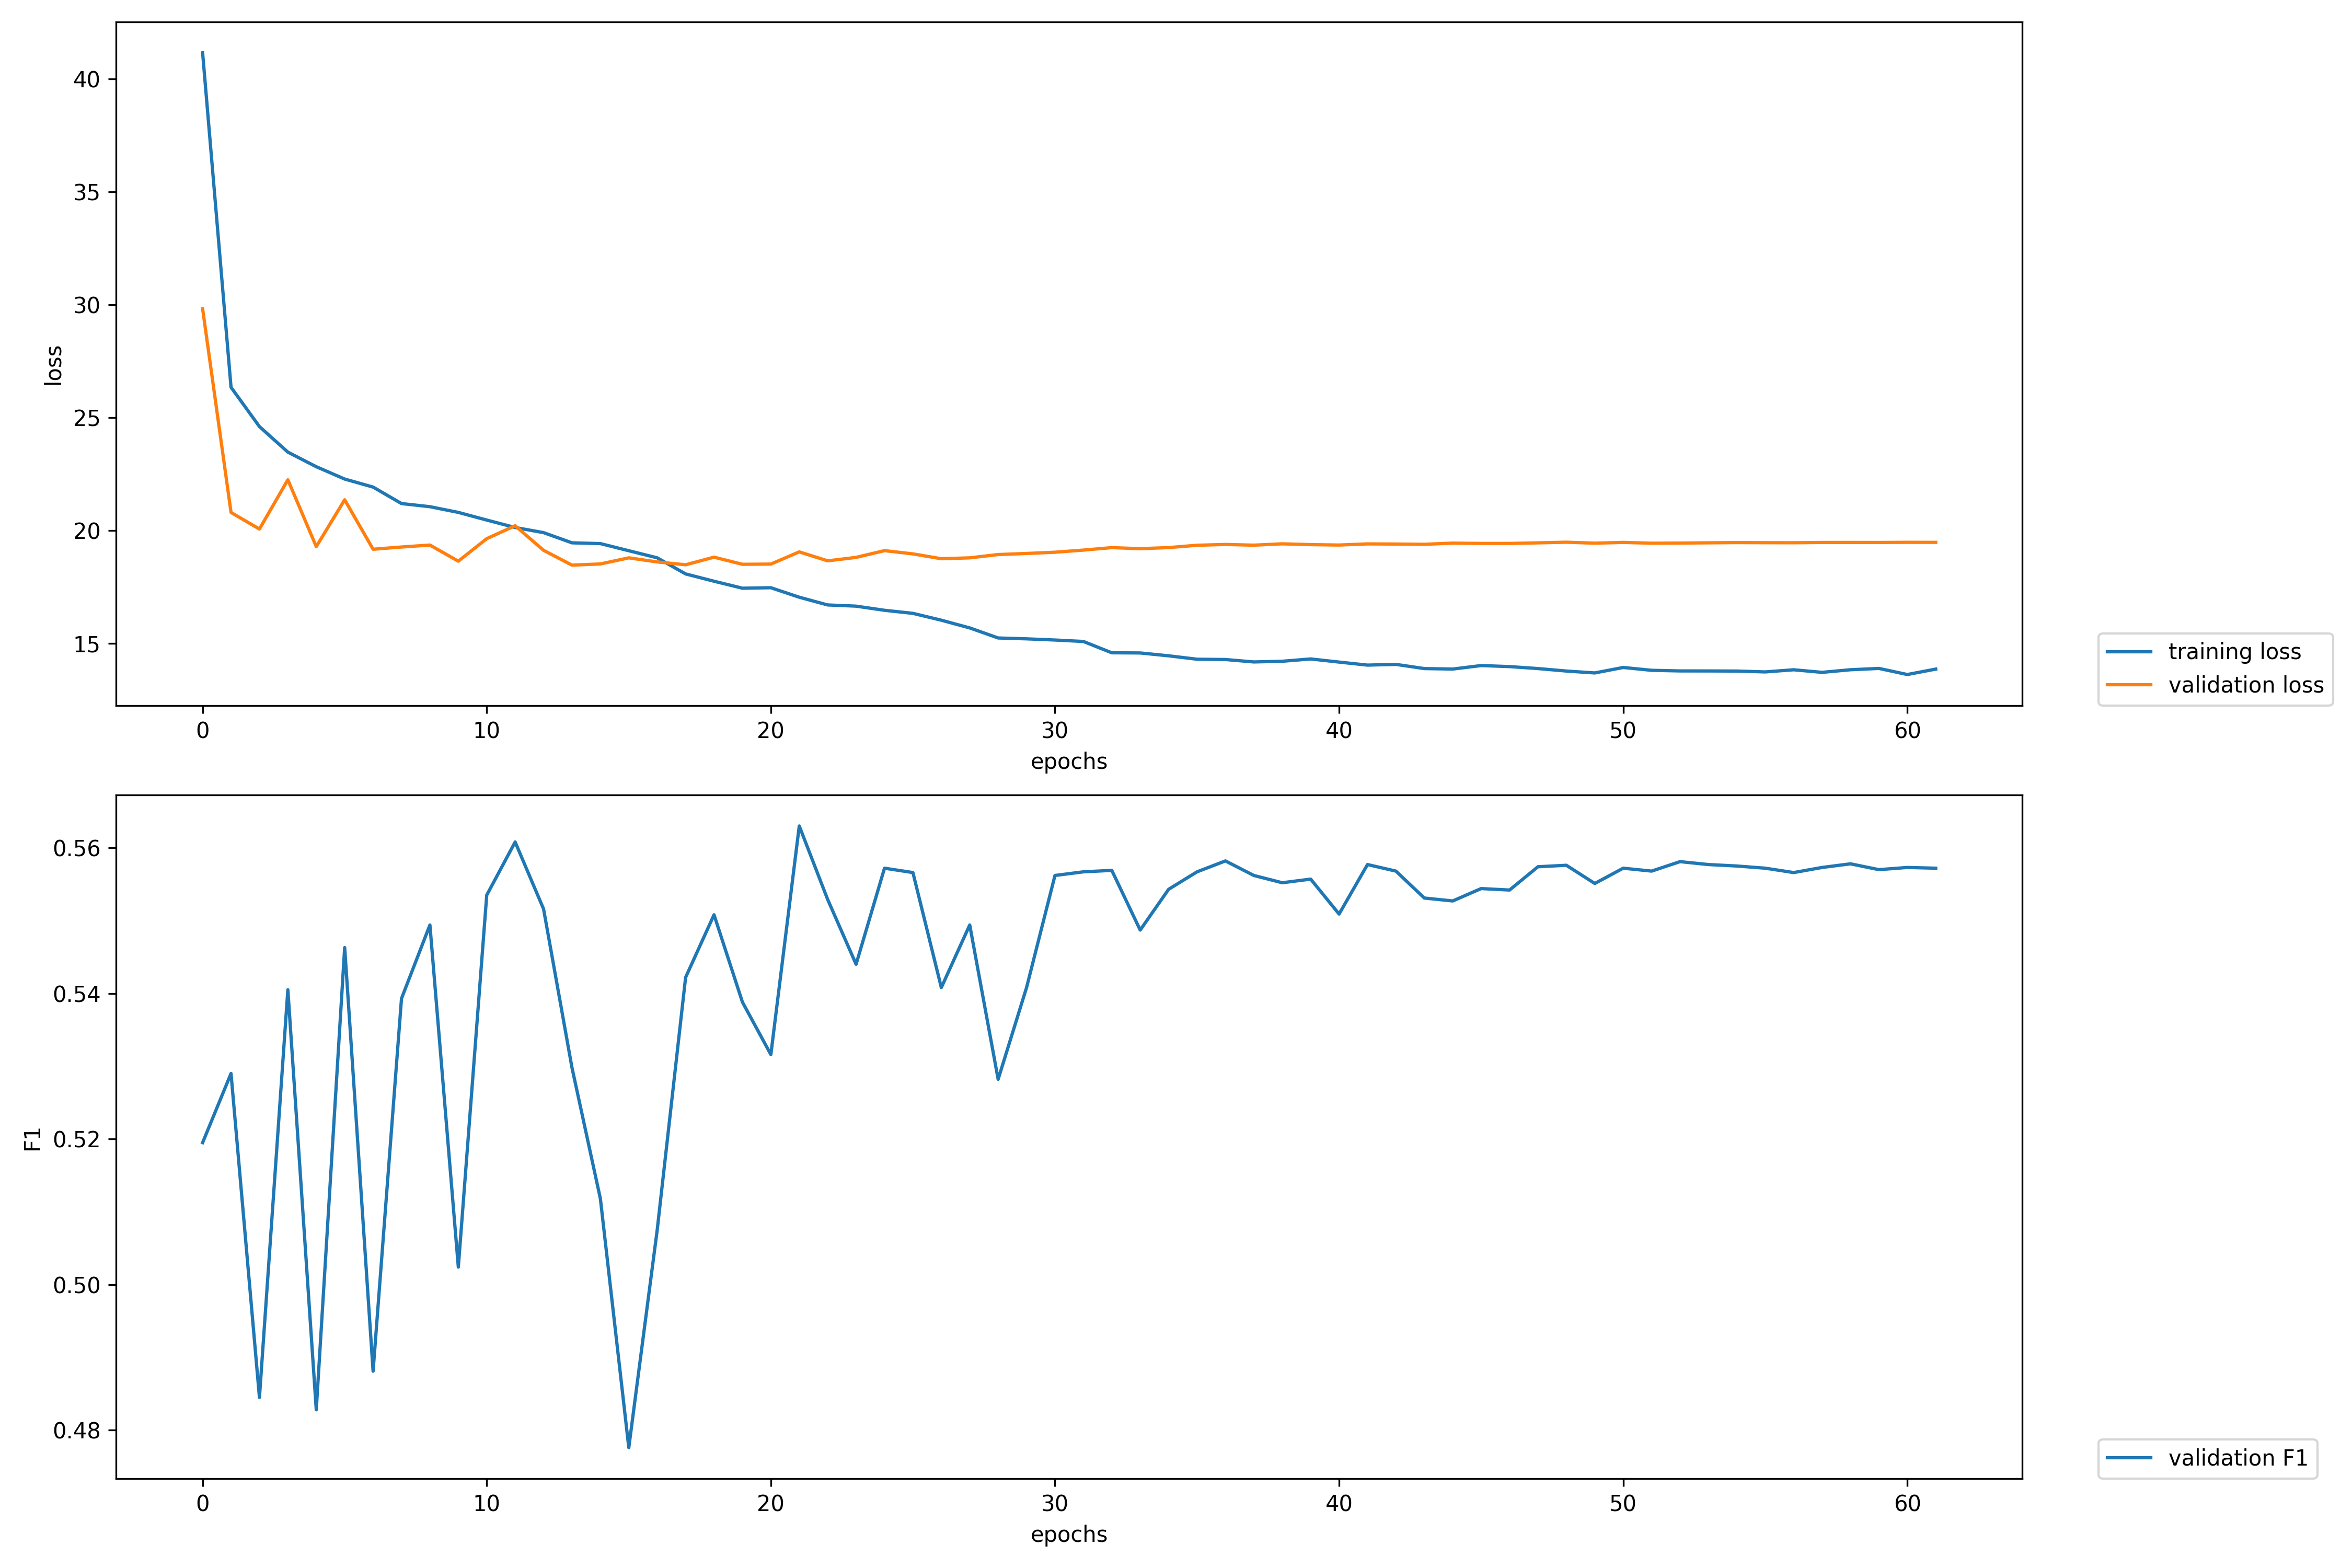 40
35
30
25
20
15
loss
0 10 20 30 40 50 60
epochs
training loss
validation loss
0.56
0.54
0.52
0.50
0.48
F1
0 10 20 30 40 50 60
epochs
validation F1